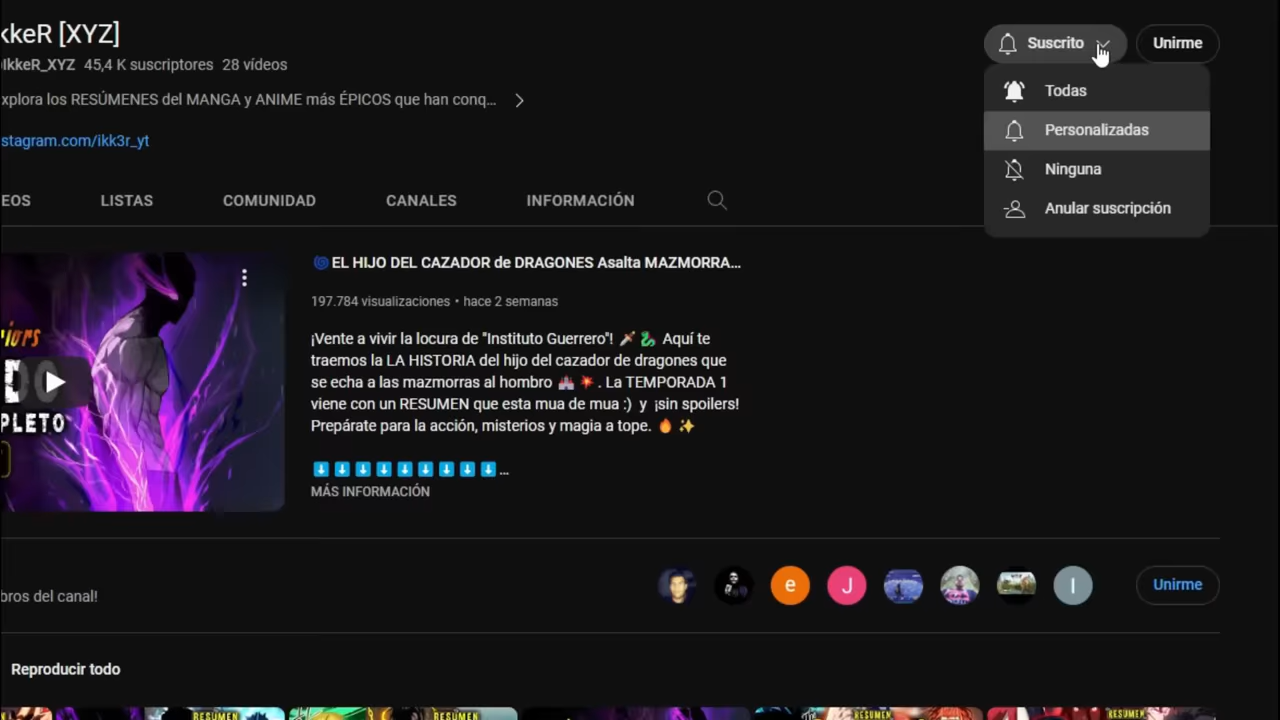 kkeR [XYZ]
Suscrito
Unirme
IkkeR_XYZ 45,4 K suscriptores 28 vídeos
Todas
xplora los RESÚMENES del MANGA y ANIME más ÉPICOS que han conq...
Personalizadas
stagram.com/ikk3r_yt
Ninguna
EOS LISTAS COMUNIDAD CANALES INFORMACIÓN
Anular suscripción
🌀EL HIJO DEL CAZADOR de DRAGONES Asalta MAZMORRA...
197.784 visualizaciones • hace 2 semanas
¡Vente a vivir la locura de "Instituto Guerrero"! 🗡️ 🐉 Aquí te
traemos la LA HISTORIA del hijo del cazador de dragones que
se echa a las mazmorras al hombro 🏰 💥 . La TEMPORADA 1
viene con un RESUMEN que esta mua de mua :) y ¡sin spoilers!
Prepárate para la acción, misterios y magia a tope. 🔥 ✨
⬇️⬇️⬇️⬇️⬇️⬇️⬇️⬇️⬇️...
MÁS INFORMACIÓN
iors
DO
PLETO
bros del canal!
e
J
I
Unirme
Reproducir todo
RESUMEN
RESUMEN
RESUMEN
RESUMEN